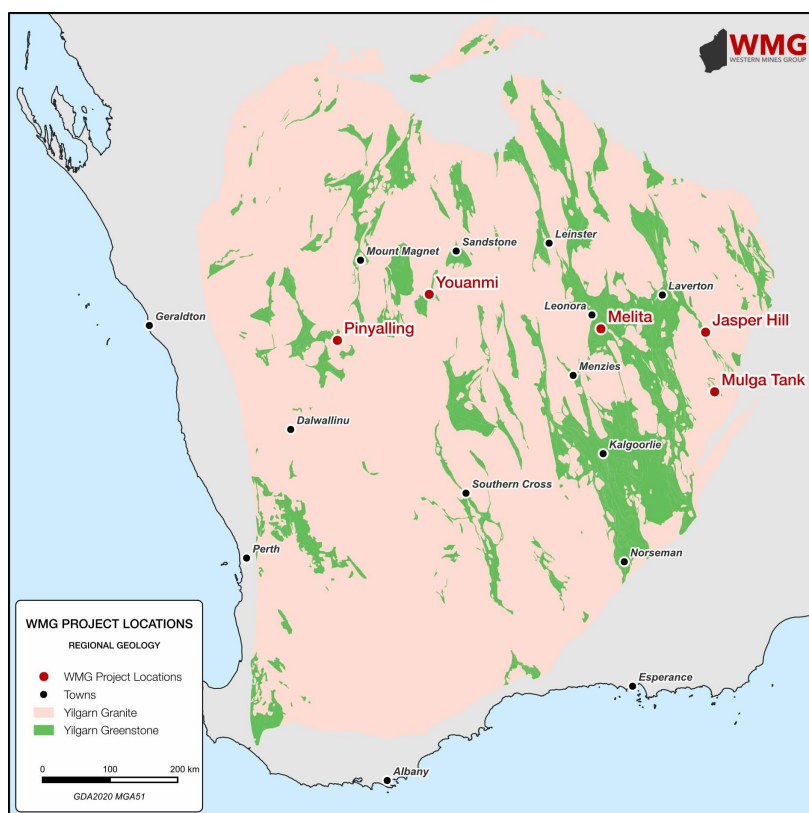 WMG
WESTERN MINES GROUP
Leinster
Sandstone
Mount Magnet
Youanmi
Laverton
Leonora
Geraldton
Melita
Jasper Hill
Pinyalling
Menzies
Mulga Tank
Dalwallinu
Kalgoorlie
Southern Cross
Perth
Norseman
WMG PROJECT LOCATIONS
REGIONAL GEOLOGY
WMG Project Locations
Towns
Yilgarn Granite
Yilgarn Greenstone
0 100 200 km
GDA2020 MGA51
Esperance
Albany